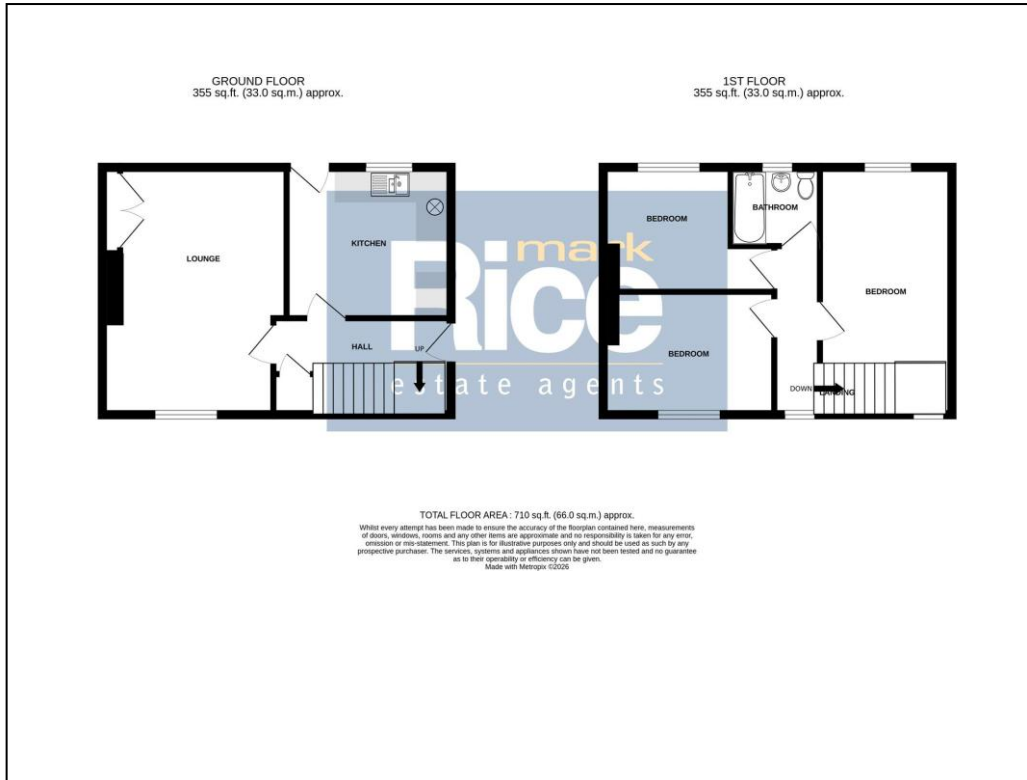 GROUND FLOOR
355 sq.ft. (33.0 sq.m.) approx.
1ST FLOOR
355 sq.ft. (33.0 sq.m.) approx.
LOUNGE
KITCHEN
HALL
UP
BEDROOM
BATHROOM
BEDROOM
BEDROOM
DOWN
LANDING
mark
Rice
estate agents
TOTAL FLOOR AREA : 710 sq.ft. (66.0 sq.m.) approx.
Whilst every attempt has been made to ensure the accuracy of the floorplan contained here, measurements
of doors, windows, rooms and any other items are approximate and no responsibility is taken for any error,
omission or mis-statement. This plan is for illustrative purposes only and should be used as such by any
prospective purchaser. The services, systems and appliances shown have not been tested and no guarantee
as to their operability or efficiency can be given.
Made with Metropix ©2026